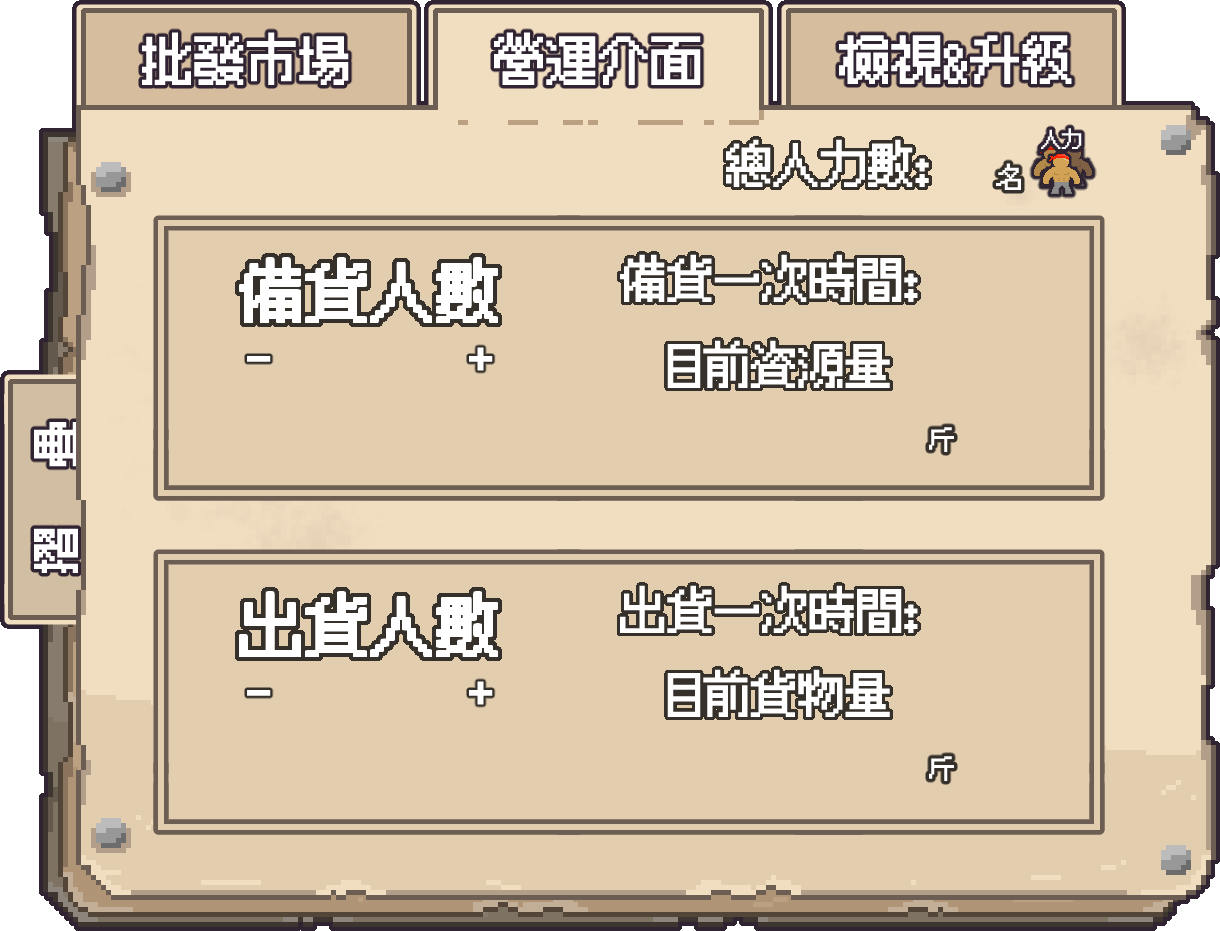 批發市場
營運介面
檢視&升級
總人力數:
名
人力
備貨人數
備貨一次時間:
- +
目前資源量
斤
摺
出貨人數
出貨一次時間:
- +
目前貨物量
斤